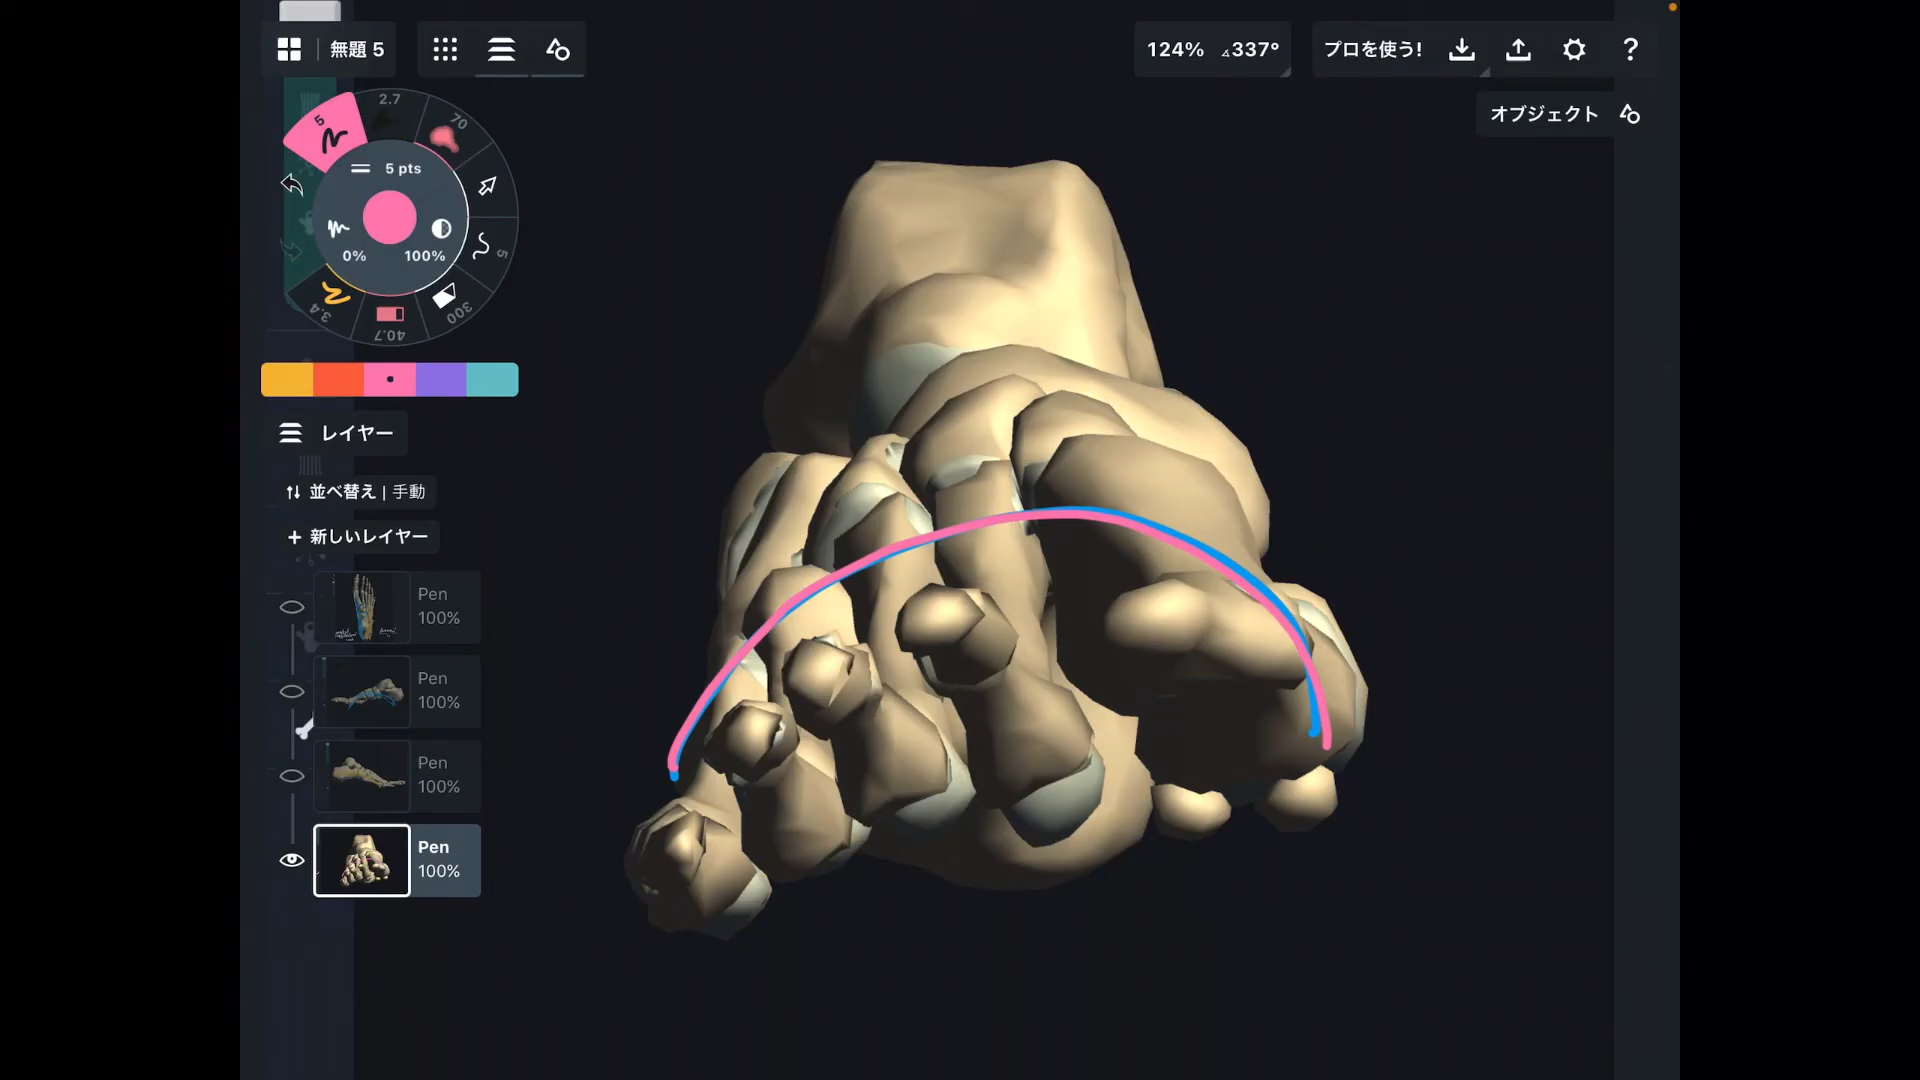 無題 5
124% ⦟337°
プロを使う!
?
オブジェクト
2.7
70
5
5 pts
0%
100%
5
300
40.7
3.4
レイヤー
並べ替え | 手動
+ 新しいレイヤー
Pen
100%
Pen
100%
Pen
100%
Pen
100%